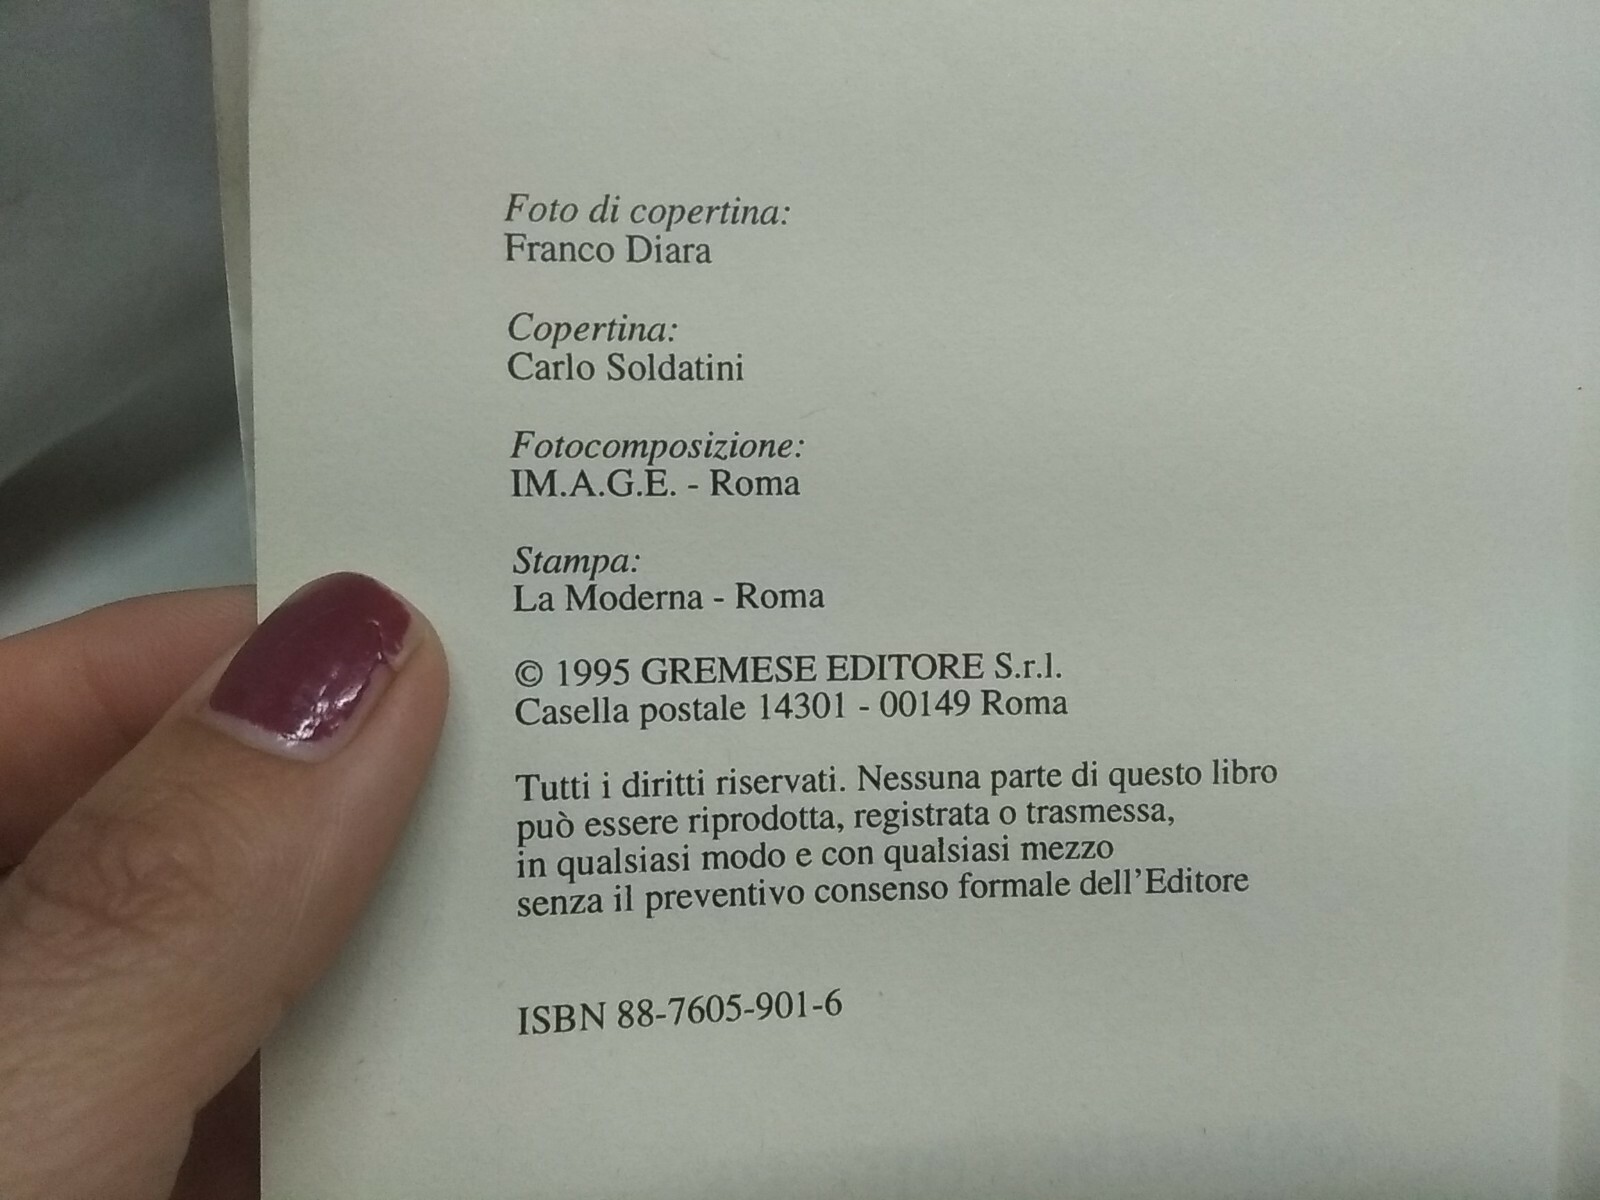 Foto di copertina:
Franco Diara
Copertina:
Carlo Soldatini
Fotocomposizione:
IM.A.G.E. - Roma
Stampa:
La Moderna - Roma
© 1995 GREMESE EDITORE S.r.l.
Casella postale 14301 - 00149 Roma
Tutti i diritti riservati. Nessuna parte di questo libro
può essere riprodotta, registrata o trasmessa,
in qualsiasi modo e con qualsiasi mezzo
senza il preventivo consenso formale dell'Editore
ISBN 88-7605-901-6